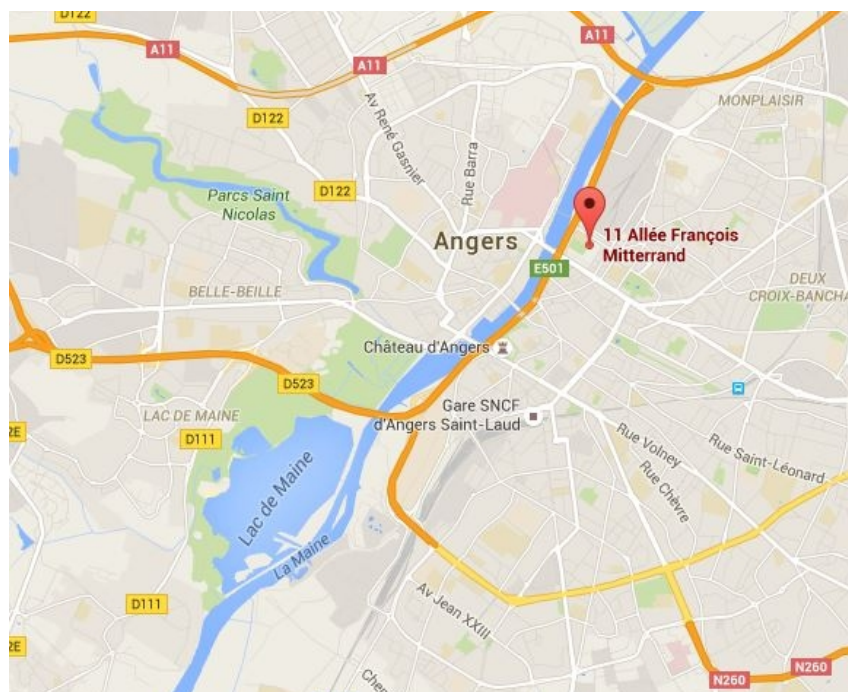 D122
A11
A11
A11
MONPLAISIR
D122
Av René Gasnier
Rue Barra
D122
Parcs Saint
Nicolas
11 Allée François
Mitterrand
Angers
E501
DEUX
CROIX-BANCHA
BELLE-BEILLE
Château d'Angers
D523
D523
Gare SNCF
d'Angers Saint-Laud
LAC DE MAINE
D111
2E
Rue Volney
Rue Saint-Léonard
Rue Chèvre
Lac de Maine
La Maine
D111
Av Jean XXIII
2E
Cher
N260
N260